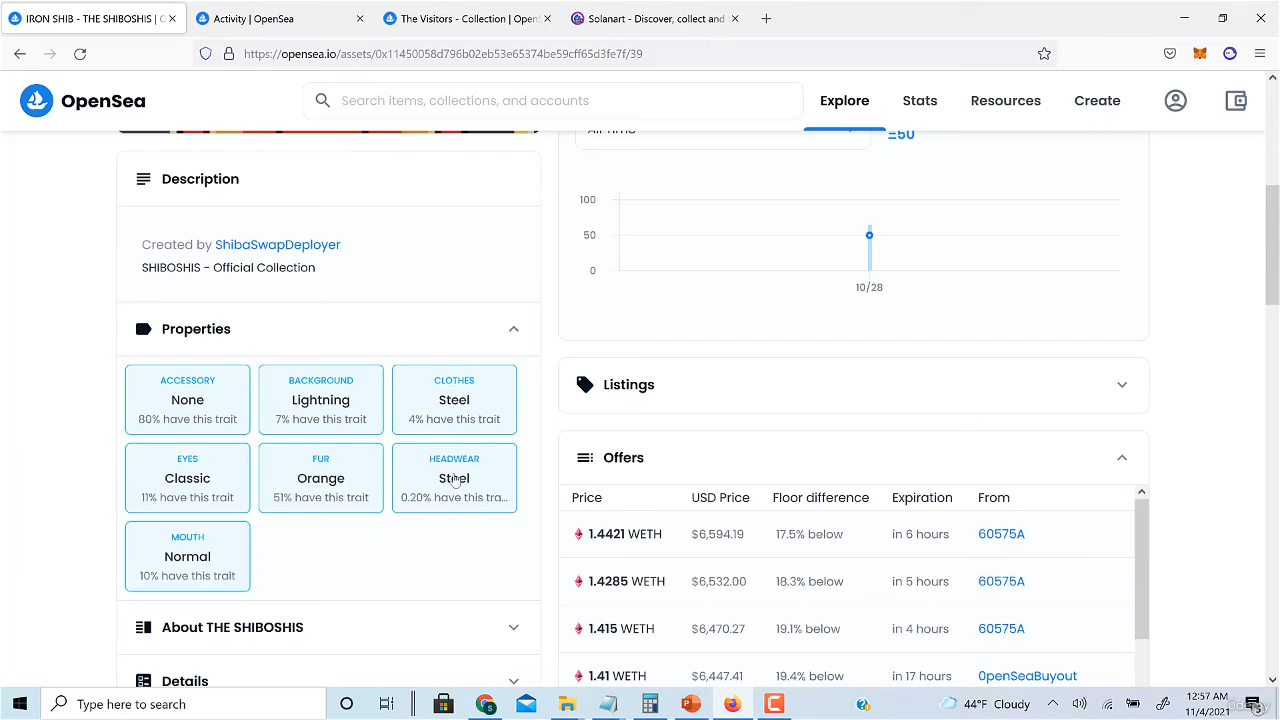 IRON SHIB - THE SHIBOSHIS | O
Activity | OpenSea
The Visitors - Collection | Open
Solanart - Discover, collect and
https://opensea.io/assets/0x11450058d796b02eb53e65374be59cff65d3fe7f/39
OpenSea
Search items, collections, and accounts
Explore
Stats
Resources
Create
All Time
Ξ50
Description
Created by ShibaSwapDeployer
SHIBOSHIS - Official Collection
Properties
ACCESSORY
None
80% have this trait
BACKGROUND
Lightning
7% have this trait
CLOTHES
Steel
4% have this trait
EYES
Classic
11% have this trait
FUR
Orange
51% have this trait
HEADWEAR
Steel
0.20% have this tra...
MOUTH
Normal
10% have this trait
About THE SHIBOSHIS
Details
100
50
0
10/28
Listings
Offers
Price USD Price Floor difference Expiration From
1.4421 WETH $6,594.19 17.5% below in 6 hours 60575A
1.4285 WETH $6,532.00 18.3% below in 5 hours 60575A
1.415 WETH $6,470.27 19.1% below in 4 hours 60575A
1.41 WETH $6,447.41 19.4% below in 17 hours 0penSeaBuyout
Type here to search
44°F Cloudy
12:57 AM
11/4/2021
3